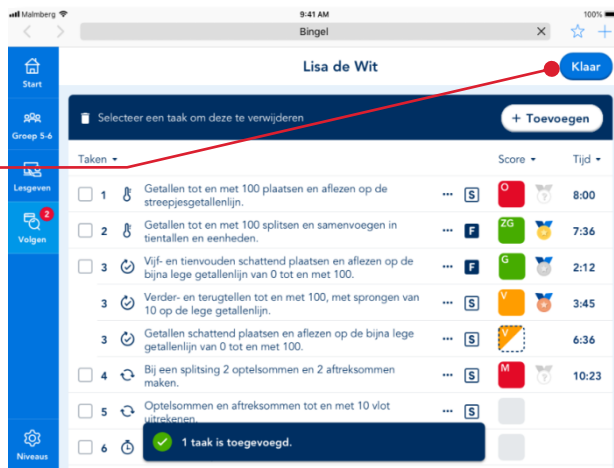 Malmberg 9:41 AM 100%
Bingel
Start
Lisa de Wit
Klaar
Groep 5-6
Selecteer een taak om deze te verwijderen
+ Toevoegen
Lesgeven
2
Volgen
Niveaus
Taken Score Tijd
1 Getallen tot en met 100 plaatsen en aflezen op de
streepjesgetallenlijn. ••• S O ? 8:00
2 Getallen tot en met 100 splitsen en samenvoegen in
tientallen en eenheden. ••• F ZG 7:36
3 Vijf- en tienvouden schattend plaatsen en aflezen op de
bijna lege getallenlijn van 0 tot en met 100. ••• F G 2:12
3 Verder- en terugtellen tot en met 100, met sprongen van
10 op de lege getallenlijn. ••• S V 3:45
3 Getallen schattend plaatsen en aflezen op de bijna lege
getallenlijn van 0 tot en met 100. ••• S V 6:36
4 Bij een splitsing 2 optelsommen en 2 aftreksommen
maken. ••• S M ? 10:23
5 Optelsommen en aftreksommen tot en met 10 vlot
uitrekenen. ••• S
6
1 taak is toegevoegd.